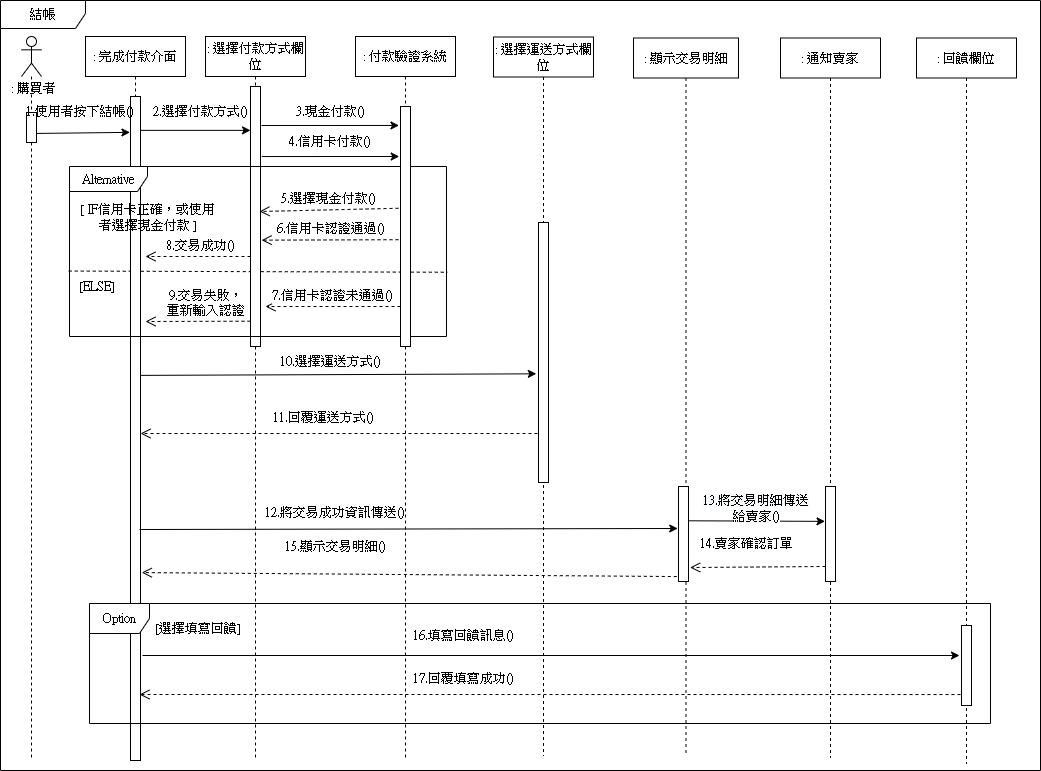 結帳
: 購買者
: 完成付款介面
: 選擇付款方式欄
位
: 付款驗證系統
: 選擇運送方式欄
位
: 顯示交易明細
: 通知賣家
: 回饋欄位
1.使用者按下結帳()
2.選擇付款方式()
3.現金付款()
4.信用卡付款()
Alternative
[ IF信用卡正確，或使用
者選擇現金付款 ]
5.選擇現金付款()
6.信用卡認證通過()
8.交易成功()
[ELSE]
7.信用卡認證未通過()
9.交易失敗，
重新輸入認證
10.選擇運送方式()
11.回覆運送方式()
12.將交易成功資訊傳送()
13.將交易明細傳送
給賣家()
14.賣家確認訂單
15.顯示交易明細()
Option
[選擇填寫回饋]
16.填寫回饋訊息()
17.回覆填寫成功()